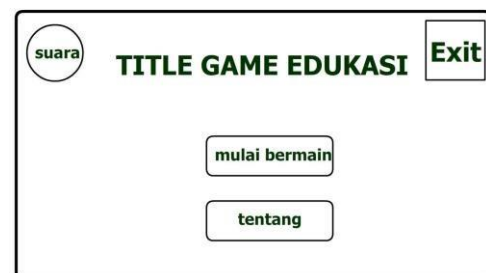 suara
TITLE GAME EDUKASI
Exit
mulai bermain
tentang